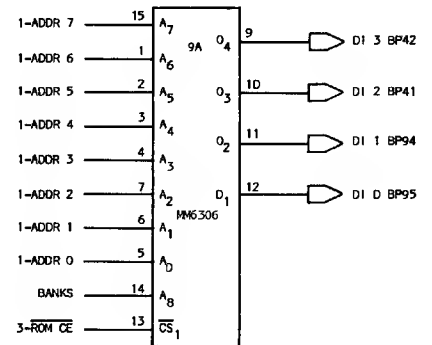 1-ADDR 7 15 A7
1-ADDR 6 1 A6
1-ADDR 5 2 A5
1-ADDR 4 3 A4
1-ADDR 3 4 A3
1-ADDR 2 7 A2
1-ADDR 1 6 A1
1-ADDR 0 5 AD
BANKS 14 A8
3-ROM CE 13 CS1
9A
MM6306
O4 9 DI 3 BP42
O3 1D DI 2 BP41
O2 11 DI 1 BP94
D1 12 DI D BP95